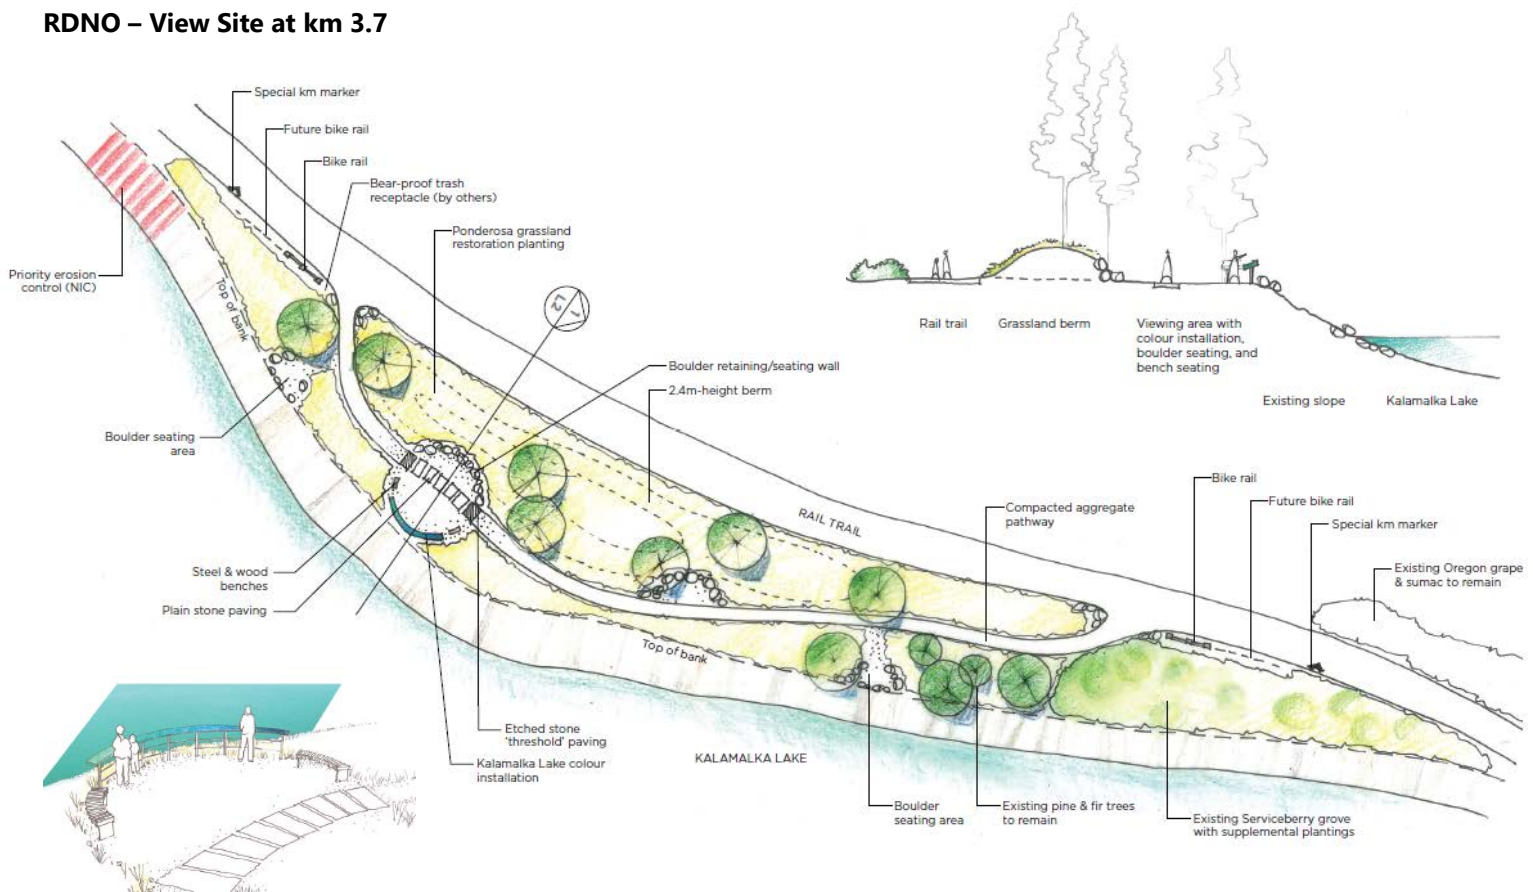 RDNO – View Site at km 3.7
Special km marker
Future bike rail
Bike rail
Bear-proof trash
receptacle (by others)
Ponderosa grassland
restoration planting
Priority erosion
control (NIC)
Top of bank
1
L2
Boulder retaining/seating wall
2.4m-height berm
Boulder seating
area
Rail trail
Grassland berm
Viewing area with
colour installation,
boulder seating, and
bench seating
Existing slope
Kalamalka Lake
RAIL TRAIL
Compacted aggregate
pathway
Bike rail
Future bike rail
Special km marker
Existing Oregon grape
& sumac to remain
Steel & wood
benches
Plain stone paving
Top of bank
Etched stone
'threshold' paving
Kalamalka Lake colour
installation
KALAMALKA LAKE
Boulder
seating area
Existing pine & fir trees
to remain
Existing Serviceberry grove
with supplemental plantings